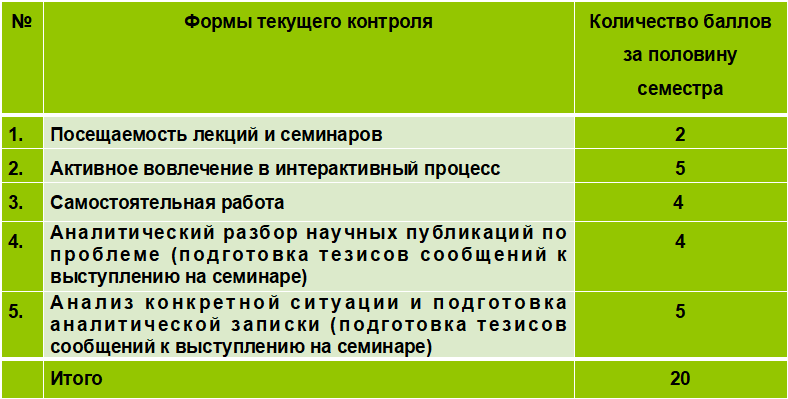 № Формы текущего контроля Количество баллов
за половину
семестра
1. Посещаемость лекций и семинаров 2
2. Активное вовлечение в интерактивный процесс 5
3. Самостоятельная работа 4
4. Аналитический разбор научных публикаций по 4
проблеме (подготовка тезисов сообщений к
выступлению на семинаре)
5. Анализ конкретной ситуации и подготовка 5
аналитической записки (подготовка тезисов
сообщений к выступлению на семинаре)
Итого 20